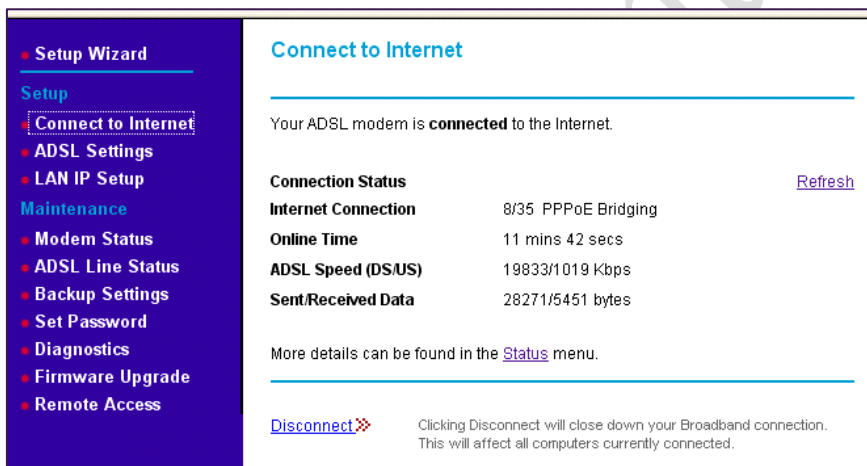 Setup Wizard
Setup
Connect to Internet
ADSL Settings
LAN IP Setup
Maintenance
Modem Status
ADSL Line Status
Backup Settings
Set Password
Diagnostics
Firmware Upgrade
Remote Access
Connect to Internet
Your ADSL modem is connected to the Internet.
Connection Status Refresh
Internet Connection 8/35 PPPoE Bridging
Online Time 11 mins 42 secs
ADSL Speed (DS/US) 19833/1019 Kbps
Sent/Received Data 28271/5451 bytes
More details can be found in the Status menu.
Disconnect Clicking Disconnect will close down your Broadband connection.
This will affect all computers currently connected.